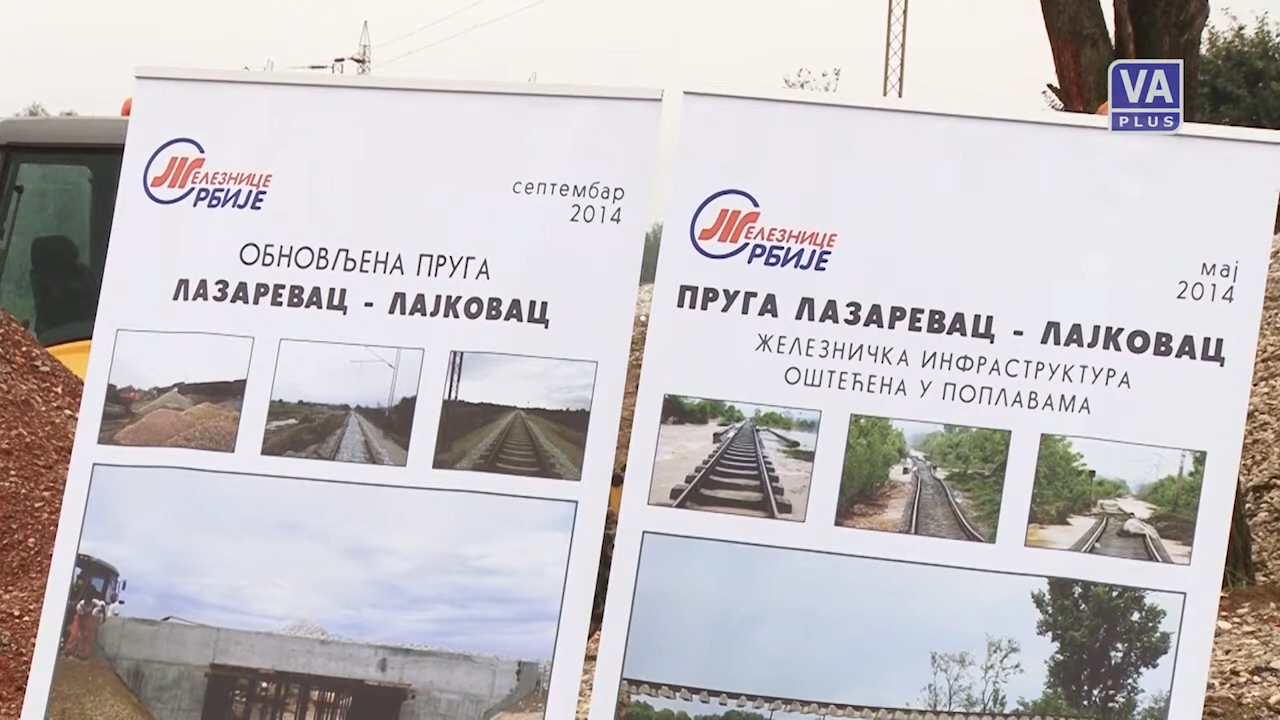 VA
PLUS
ЖЕЛЕЗНИЦЕ
СРБИЈЕ
септембар
2014
ОБНОВЉЕНА ПРУГА
ЛАЗАРЕВАЦ - ЛАЈКОВАЦ
ЖЕЛЕЗНИЦЕ
СРБИЈЕ
мај
2014
ПРУГА ЛАЗАРЕВАЦ - ЛАЈКОВАЦ
ЖЕЛЕЗНИЧКА ИНФРАСТРУКТУРА
ОШТЕЋЕНА У ПОПЛАВАМА